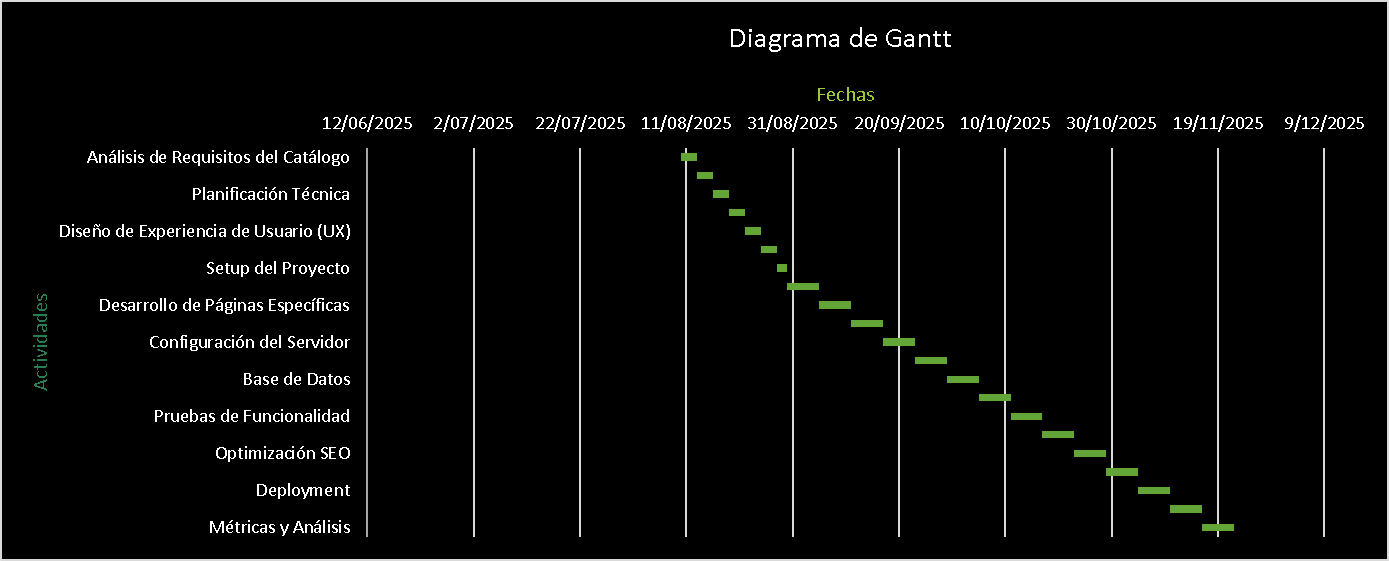 Diagrama de Gantt
Fechas
12/06/2025 2/07/2025 22/07/2025 11/08/2025 31/08/2025 20/09/2025 10/10/2025 30/10/2025 19/11/2025 9/12/2025
Actividades
Análisis de Requisitos del Catálogo
Planificación Técnica
Diseño de Experiencia de Usuario (UX)
Setup del Proyecto
Desarrollo de Páginas Específicas
Configuración del Servidor
Base de Datos
Pruebas de Funcionalidad
Optimización SEO
Deployment
Métricas y Análisis